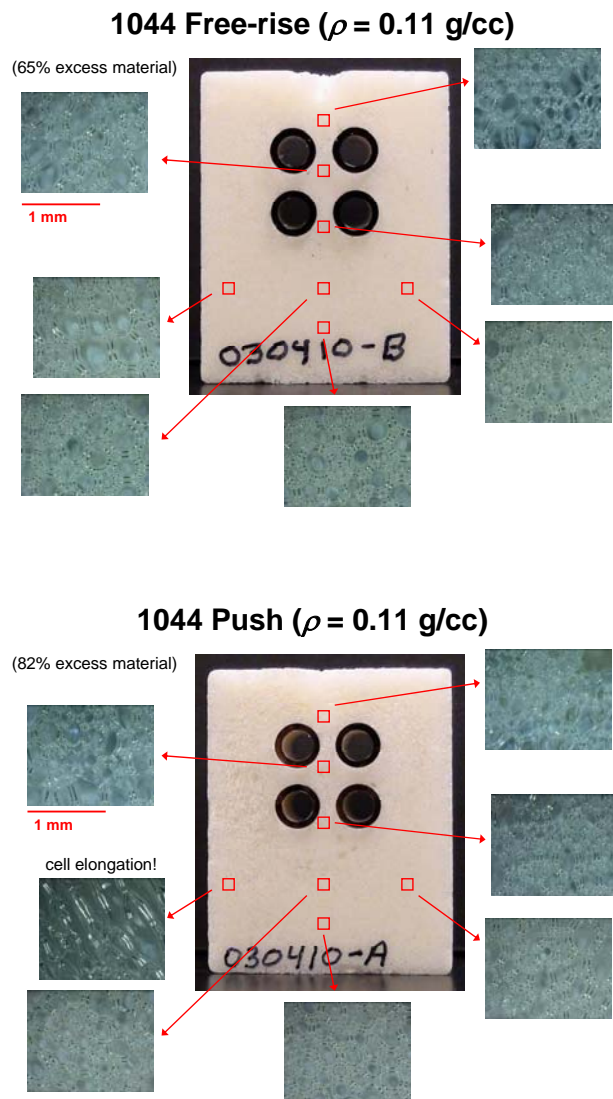 1044 Free-rise (ρ = 0.11 g/cc)
(65% excess material)
1 mm
030410-B
1044 Push (ρ = 0.11 g/cc)
(82% excess material)
1 mm
cell elongation!
030410-A